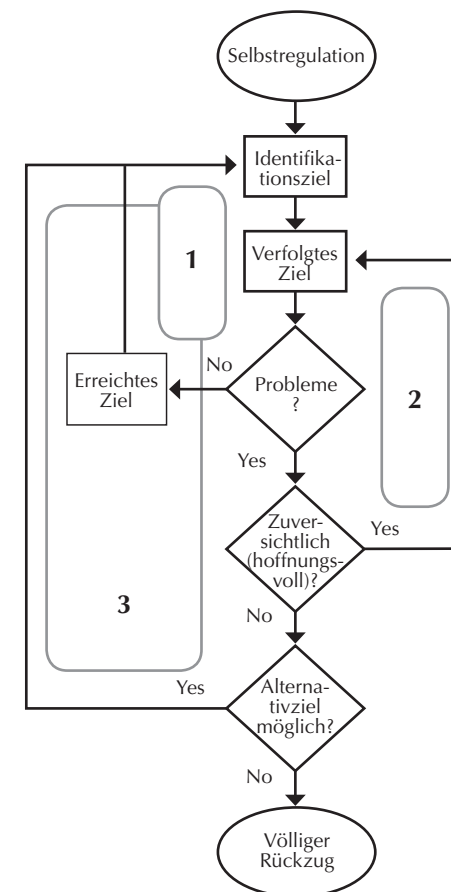 Selbstregulation
Identifika-
tionsziel
1
Verfolgtes
Ziel
No
Erreichtes
Ziel
Probleme
?
2
Yes
Zuver-
sichtlich
(hoffnungs-
voll)?
Yes
3
No
Yes
Alterna-
tivziel
möglich?
No
Völliger
Rückzug